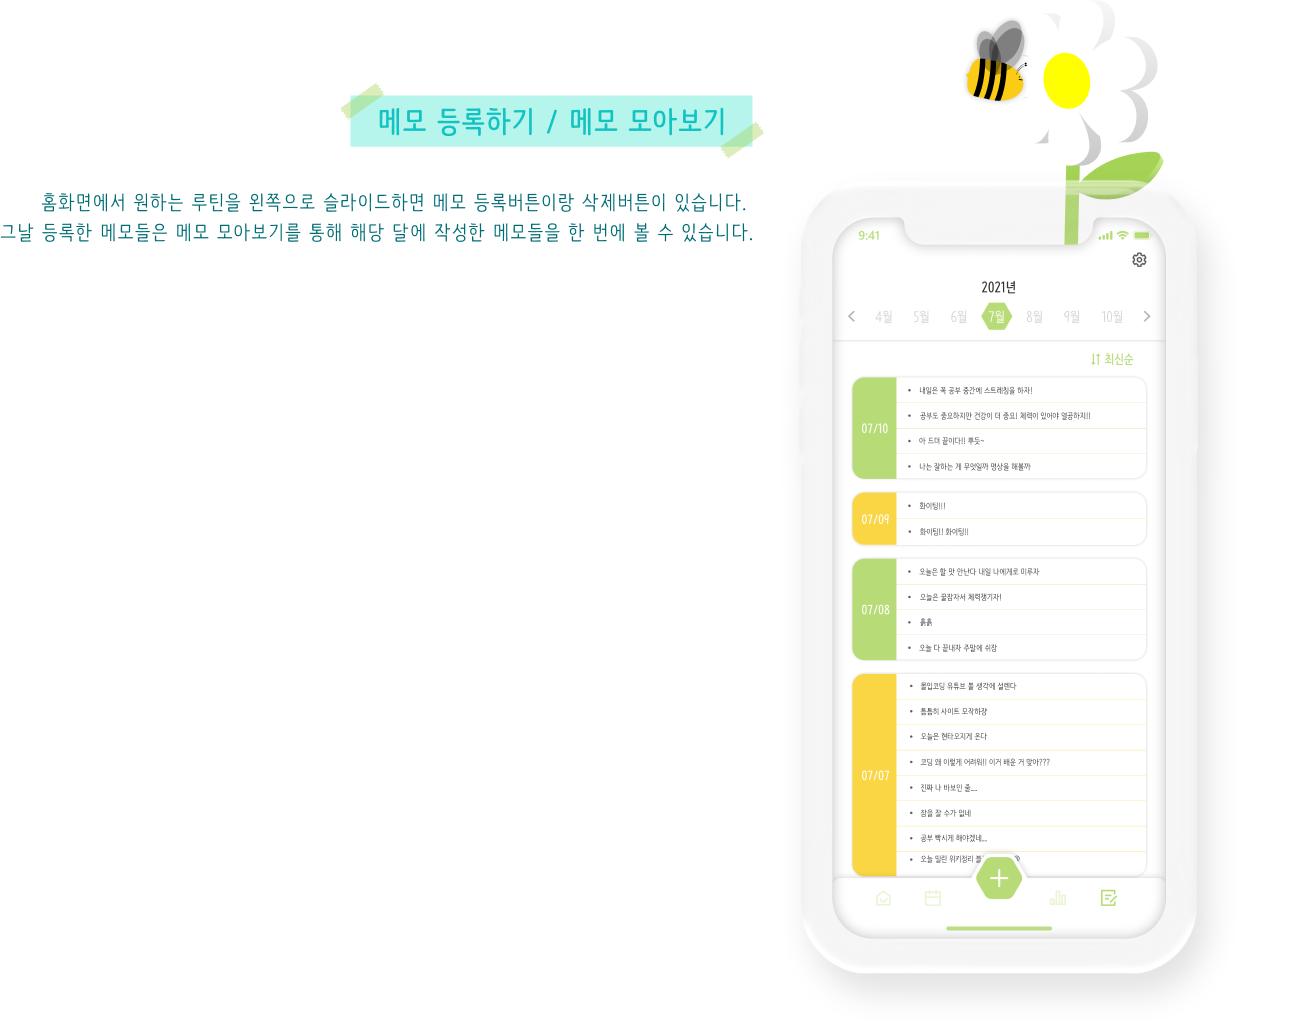 메모 등록하기 / 메모 모아보기
홈화면에서 원하는 루틴을 왼쪽으로 슬라이드하면 메모 등록버튼이랑 삭제버튼이 있습니다.
그날 등록한 메모들은 메모 모아보기를 통해 해당 달에 작성한 메모들을 한 번에 볼 수 있습니다.
9:41
2021년
4월 5월 6월 7월 8월 9월 10월
최신순
07/10
• 내일은 꼭 공부 중간에 스트레칭을 하자!
• 공부도 중요하지만 건강이 더 중요! 체력이 있어야 열공하지!!
• 아 드뎌 끝이다!! 뿌듯~
• 나는 잘하는 게 무엇일까 명상을 해볼까
07/09
• 화이팅!!!
• 화이팅!! 화이팅!!
07/08
• 오늘은 할 맛 안난다 내일 나에게로 미루자
• 오늘은 꿀잠자서 체력챙기자!
• 흙흙
• 오늘 다 끝내자 주말에 쉬잠
07/07
• 몰입코딩 유튜브 볼 생각에 설렌다
• 틈틈히 사이트 모작하장
• 오늘은 현타오지게 온다
• 코딩 왜 이렇게 어려워!! 이거 배운 거 맞아???
• 진짜 나 바보인 줄...
• 잠을 잘 수가 없네
• 공부 빡시게 해야겠네...
• 오늘 밀린 위키정리